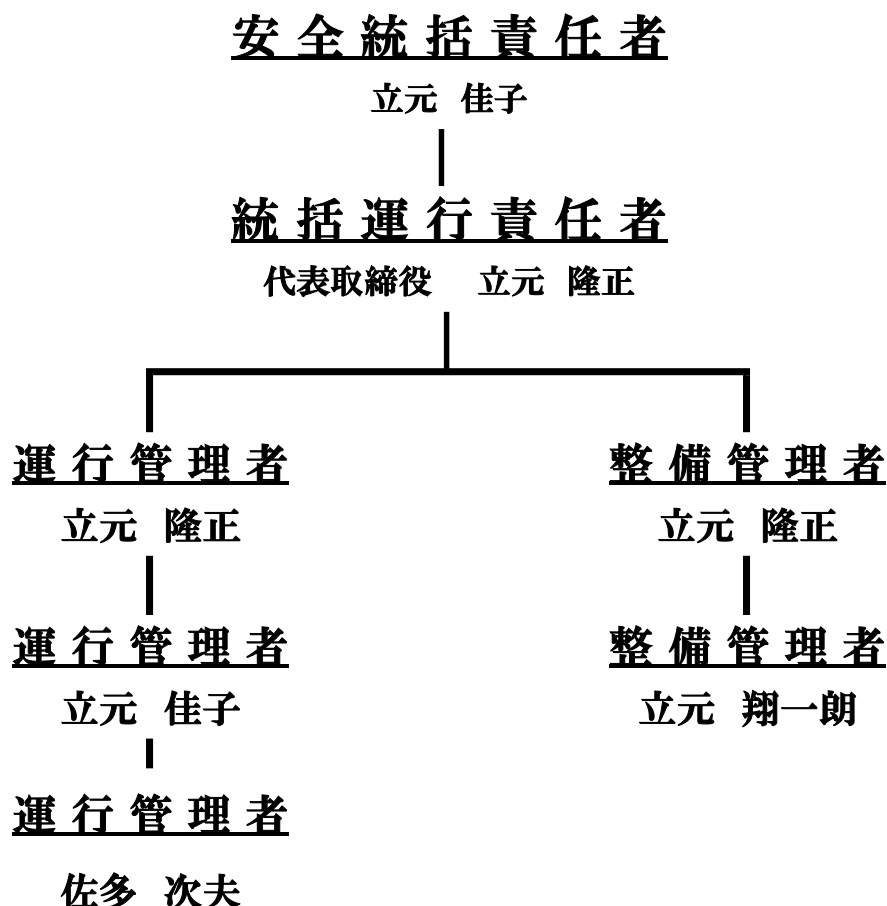 安全統括責任者
立元 佳子
統括運行責任者
代表取締役 立元 隆正
運行管理者
立元 隆正
運行管理者
立元 佳子
運行管理者
佐多 次夫
整備管理者
立元 隆正
整備管理者
立元 翔一朗